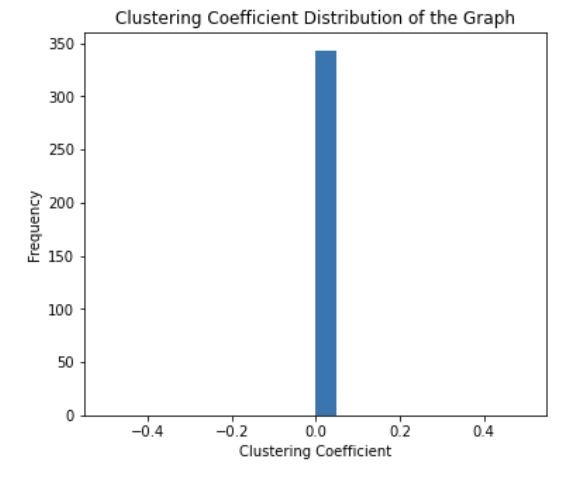 Clustering Coefficient Distribution of the Graph
350
300
250
200
150
100
50
0
Frequency
−0.4 −0.2 0.0 0.2 0.4
Clustering Coefficient